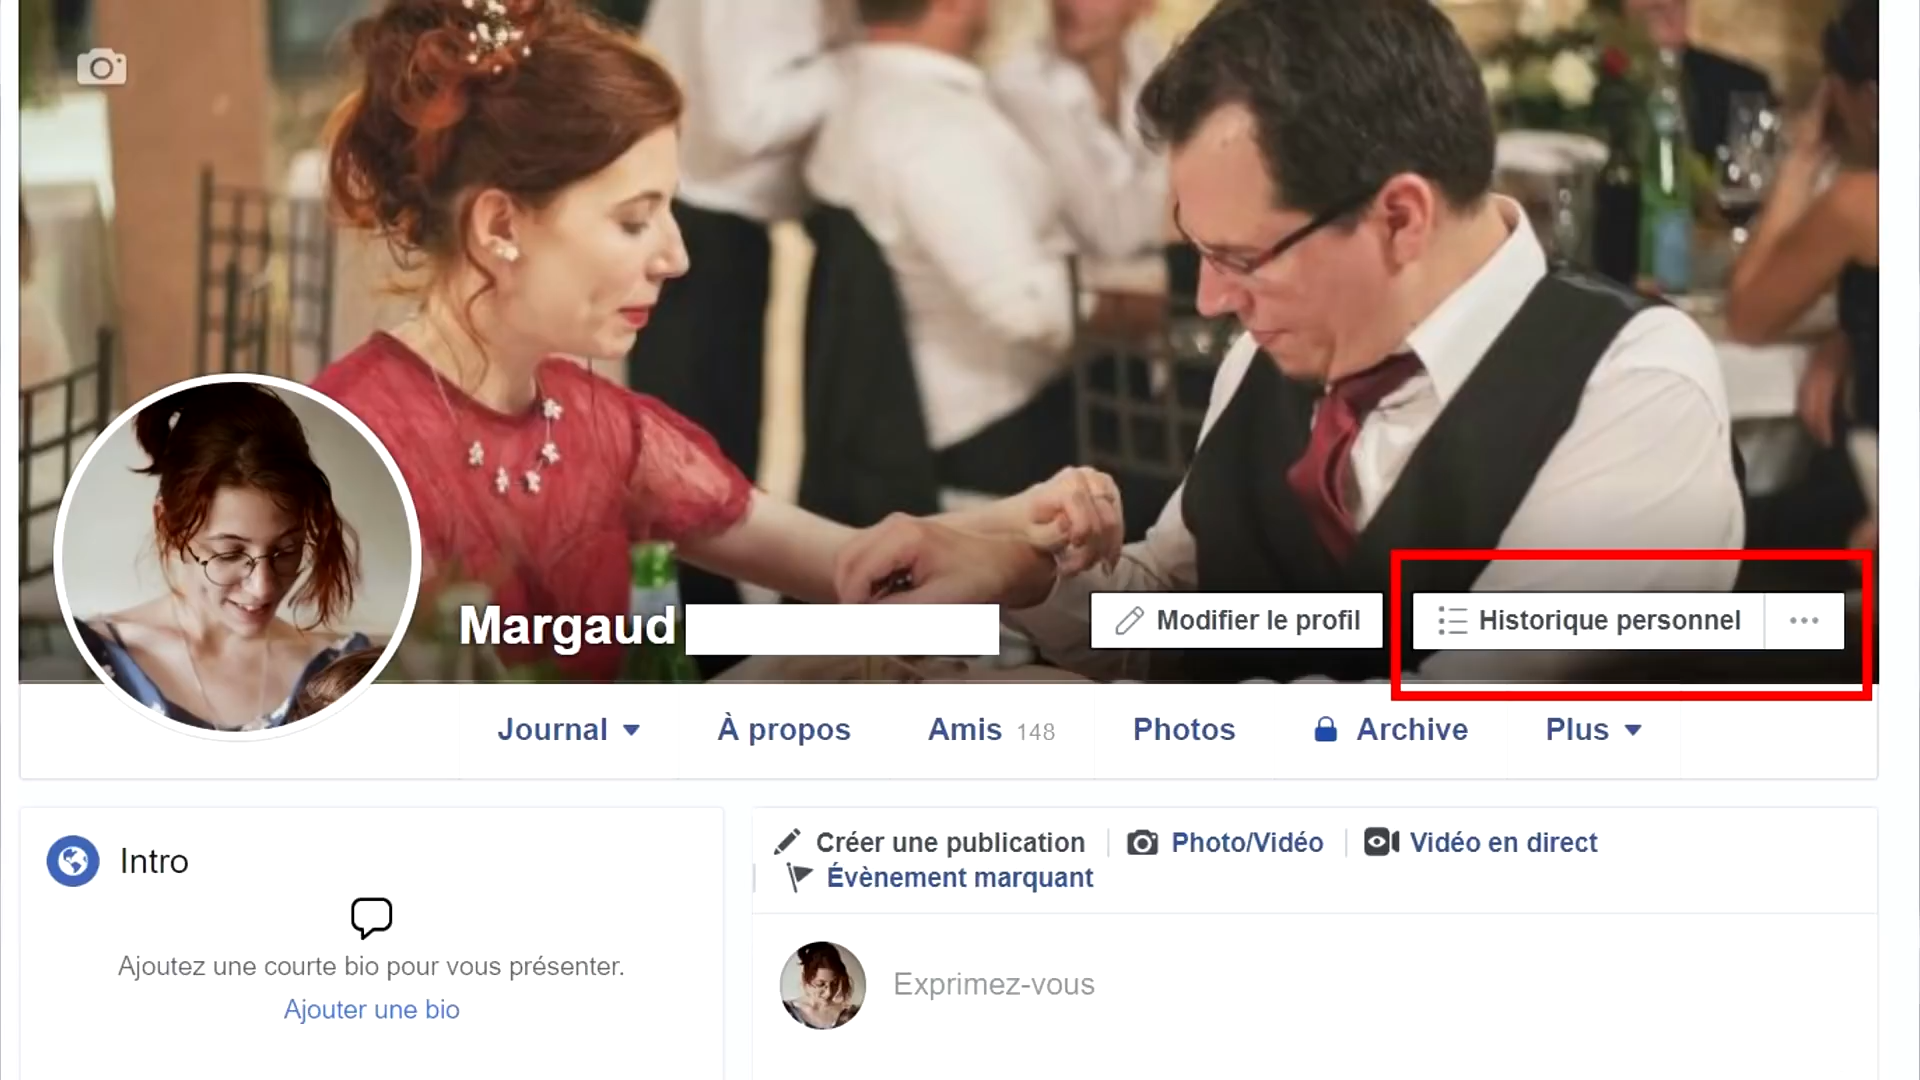 Margaud
Modifier le profil
Historique personnel
Journal
À propos
Amis 148
Photos
Archive
Plus
Intro
Ajoutez une courte bio pour vous présenter.
Ajouter une bio
Créer une publication
Photo/Vidéo
Vidéo en direct
Évènement marquant
Exprimez-vous